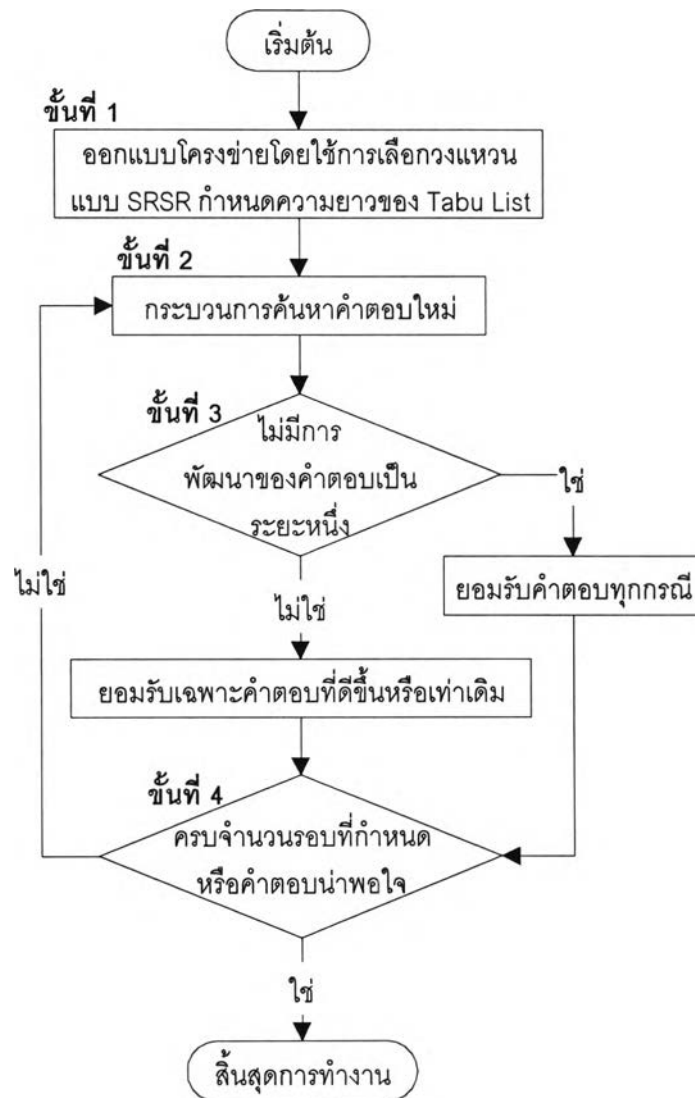 เริ่มต้น
ขั้นที่ 1
ออกแบบโครงข่ายโดยใช้การเลือกวงแหวน
แบบ SRSR กำหนดความยาวของ Tabu List
ขั้นที่ 2
กระบวนการค้นหาคำตอบใหม่
ขั้นที่ 3
ไม่มีการ
พัฒนาของคำตอบเป็น
ระยะหนึ่ง
ใช่
ยอมรับคำตอบทุกกรณี
ไม่ใช่
ไม่ใช่
ยอมรับเฉพาะคำตอบที่ดีขึ้นหรือเท่าเดิม
ขั้นที่ 4
ครบจำนวนรอบที่กำหนด
หรือคำตอบน่าพอใจ
ใช่
สิ้นสุดการทำงาน